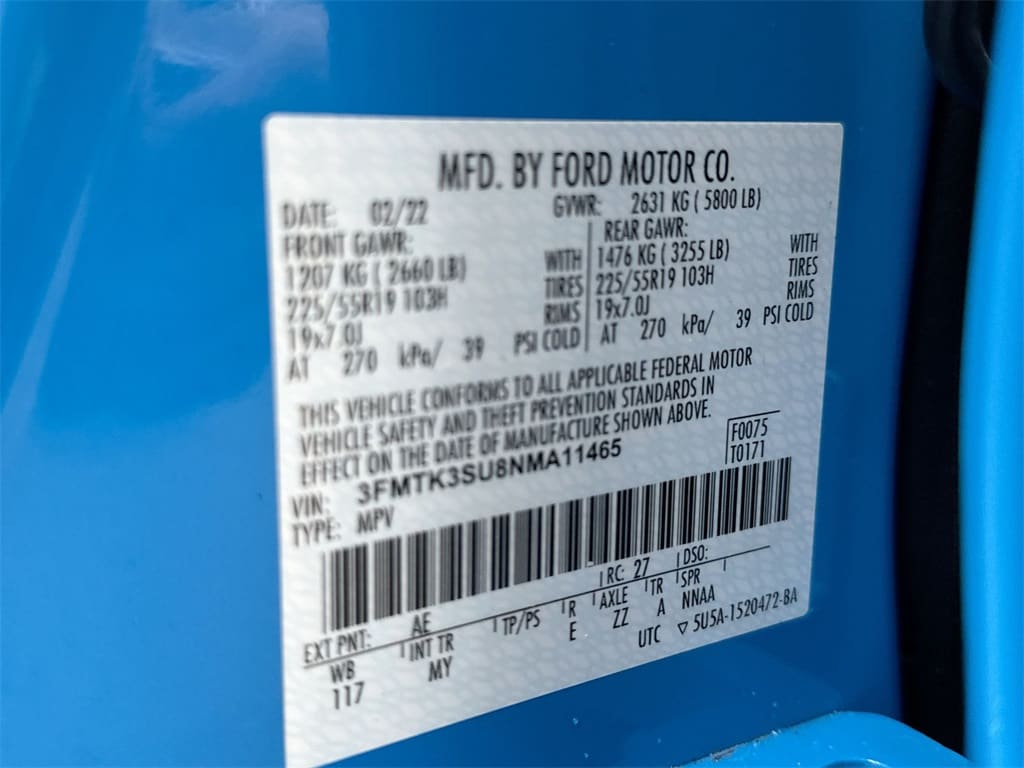 MFD. BY FORD MOTOR CO.
DATE: 02/22 GVWR: 2631 KG ( 5800 LB)
FRONT GAWR: REAR GAWR:
1207 KG ( 2660 LB) WITH 1476 KG ( 3255 LB) WITH
225/55R19 103H TIRES 225/55R19 103H TIRES
19x7.0J RIMS 19x7.0J RIMS
AT 270 kPa/ 39 PSI COLD AT 270 kPa/ 39 PSI COLD
THIS VEHICLE CONFORMS TO ALL APPLICABLE FEDERAL MOTOR
VEHICLE SAFETY AND THEFT PREVENTION STANDARDS IN
EFFECT ON THE DATE OF MANUFACTURE SHOWN ABOVE.
VIN: 3FMTK3SU8NMA11465 F0075
TYPE: MPV T0171
EXT PNT: AE RC: 27 DSO:
WB INT TR TP/PS R AXLE TR SPR
117 MY E ZZ A NNAA
UTC ▽ 5U5A-1520472-BA